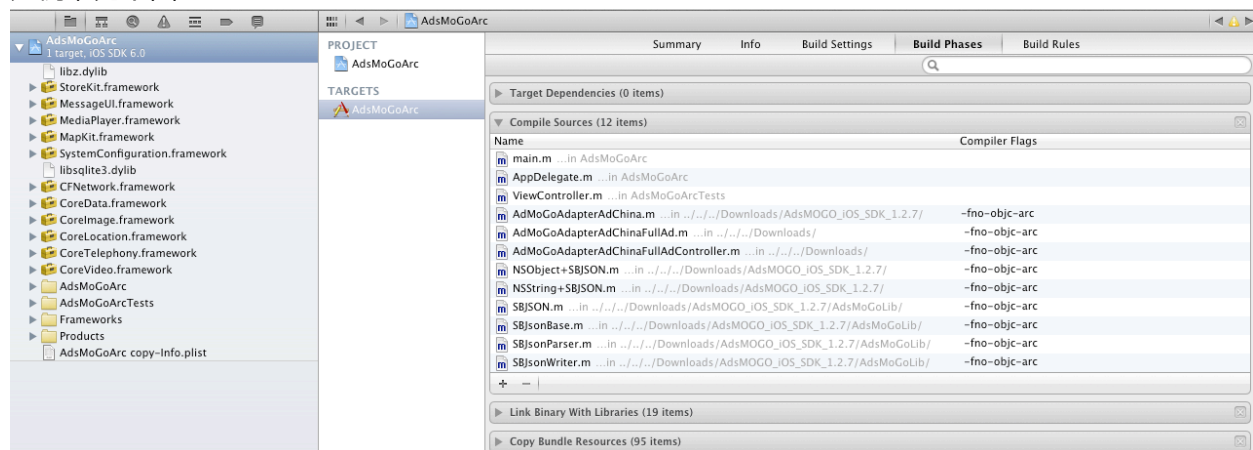 AdsMoGoArc
AdsMoGoArc
1 target, iOS SDK 6.0
libz.dylib
StoreKit.framework
MessageUI.framework
MediaPlayer.framework
MapKit.framework
SystemConfiguration.framework
libsqlite3.dylib
CFNetwork.framework
CoreData.framework
CoreImage.framework
CoreLocation.framework
CoreTelephony.framework
CoreVideo.framework
AdsMoGoArc
AdsMoGoArcTests
Frameworks
Products
AdsMoGoArc copy-Info.plist
PROJECT
AdsMoGoArc
TARGETS
AdsMoGoArc
Summary Info Build Settings Build Phases Build Rules
Target Dependencies (0 items)
Compile Sources (12 items)
Name Compiler Flags
main.m ...in AdsMoGoArc
AppDelegate.m ...in AdsMoGoArc
ViewController.m ...in AdsMoGoArcTests
AdMoGoAdapterAdChina.m ...in ../../../Downloads/AdsMOGO_iOS_SDK_1.2.7/ -fno-objc-arc
AdMoGoAdapterAdChinaFullAd.m ...in ../../../Downloads/ -fno-objc-arc
AdMoGoAdapterAdChinaFullAdController.m ...in ../../../Downloads/ -fno-objc-arc
NSObject+SBJSON.m ...in ../../../Downloads/AdsMOGO_iOS_SDK_1.2.7/ -fno-objc-arc
NSString+SBJSON.m ...in ../../../Downloads/AdsMOGO_iOS_SDK_1.2.7/ -fno-objc-arc
SBJSON.m ...in ../../../Downloads/AdsMOGO_iOS_SDK_1.2.7/AdsMoGoLib/ -fno-objc-arc
SBJsonBase.m ...in ../../../Downloads/AdsMOGO_iOS_SDK_1.2.7/AdsMoGoLib/ -fno-objc-arc
SBJsonParser.m ...in ../../../Downloads/AdsMOGO_iOS_SDK_1.2.7/AdsMoGoLib/ -fno-objc-arc
SBJsonWriter.m ...in ../../../Downloads/AdsMOGO_iOS_SDK_1.2.7/AdsMoGoLib/ -fno-objc-arc
Link Binary With Libraries (19 items)
Copy Bundle Resources (95 items)